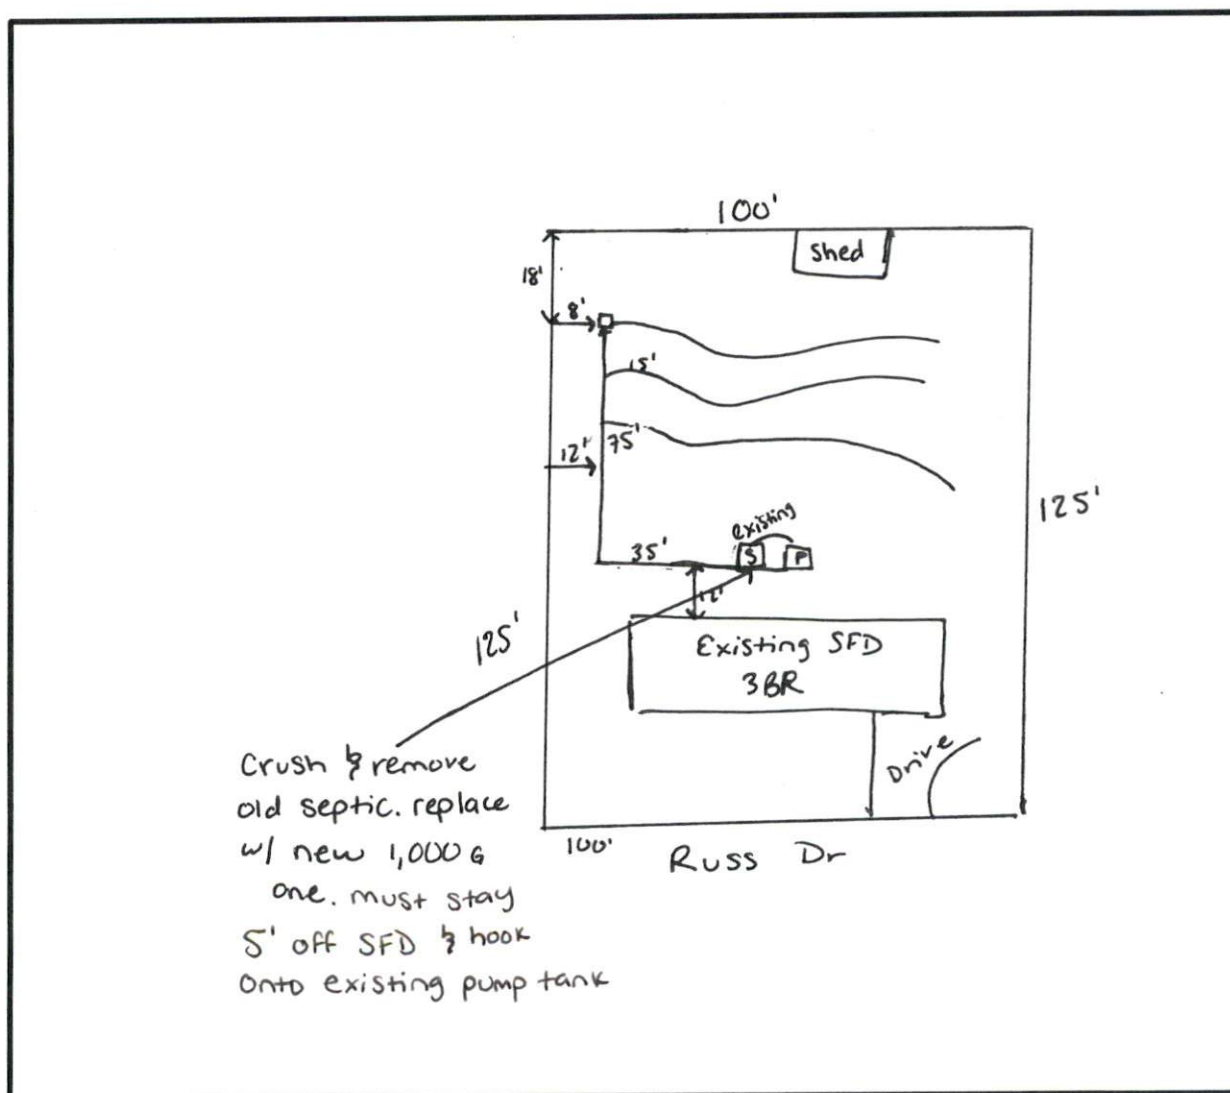 100'
shed
18'
8'
15'
75'
12'
existing
35'
S
P
12'
125'
125'
Existing SFD
3BR
Drive
100'
Russ Dr
Crush & remove
old septic. replace
w/ new 1,000 G
one. must stay
5' off SFD & hook
onto existing pump tank